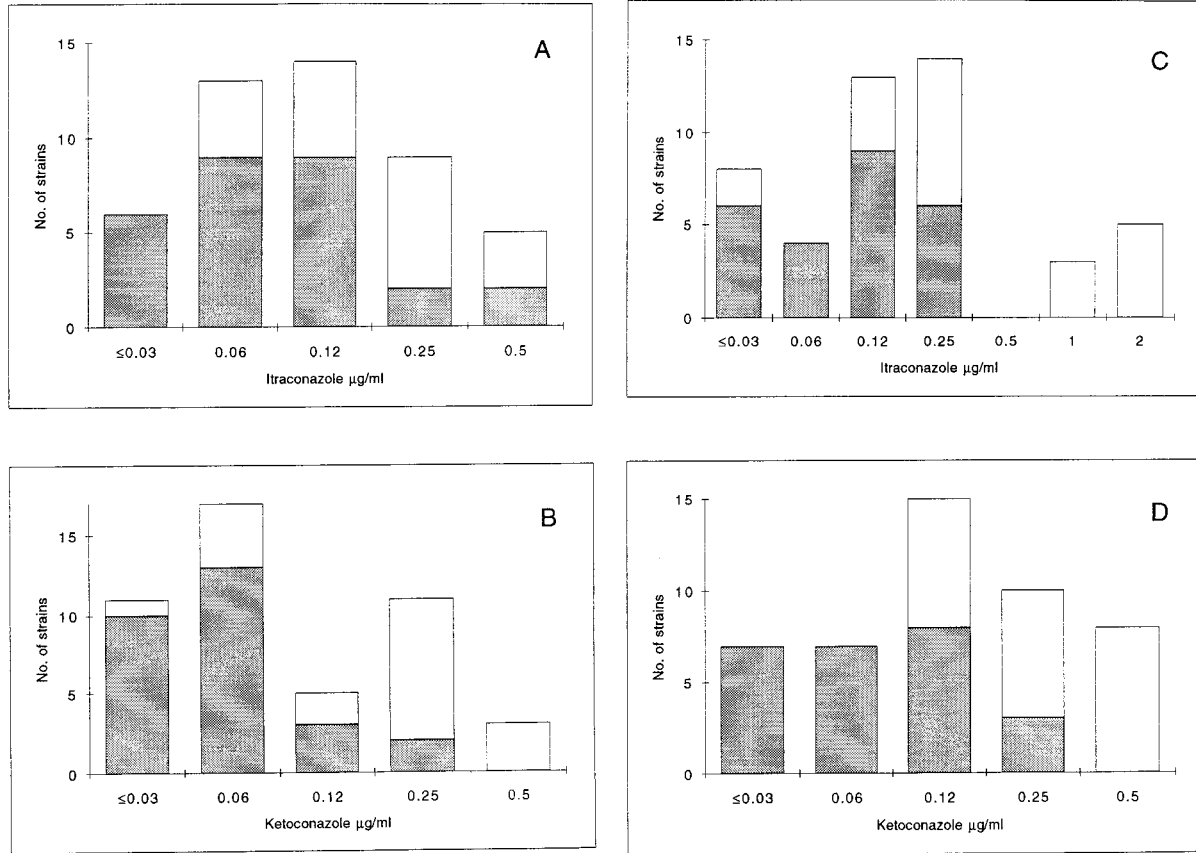 A
15
10
5
0
No. of strains
≤0.03 0.06 0.12 0.25 0.5
Itraconazole µg/ml
C
15
10
5
0
No. of strains
≤0.03 0.06 0.12 0.25 0.5 1 2
Itraconazole µg/ml
B
15
10
5
0
No. of strains
≤0.03 0.06 0.12 0.25 0.5
Ketoconazole µg/ml
D
15
10
5
0
No. of strains
≤0.03 0.06 0.12 0.25 0.5
Ketoconazole µg/ml